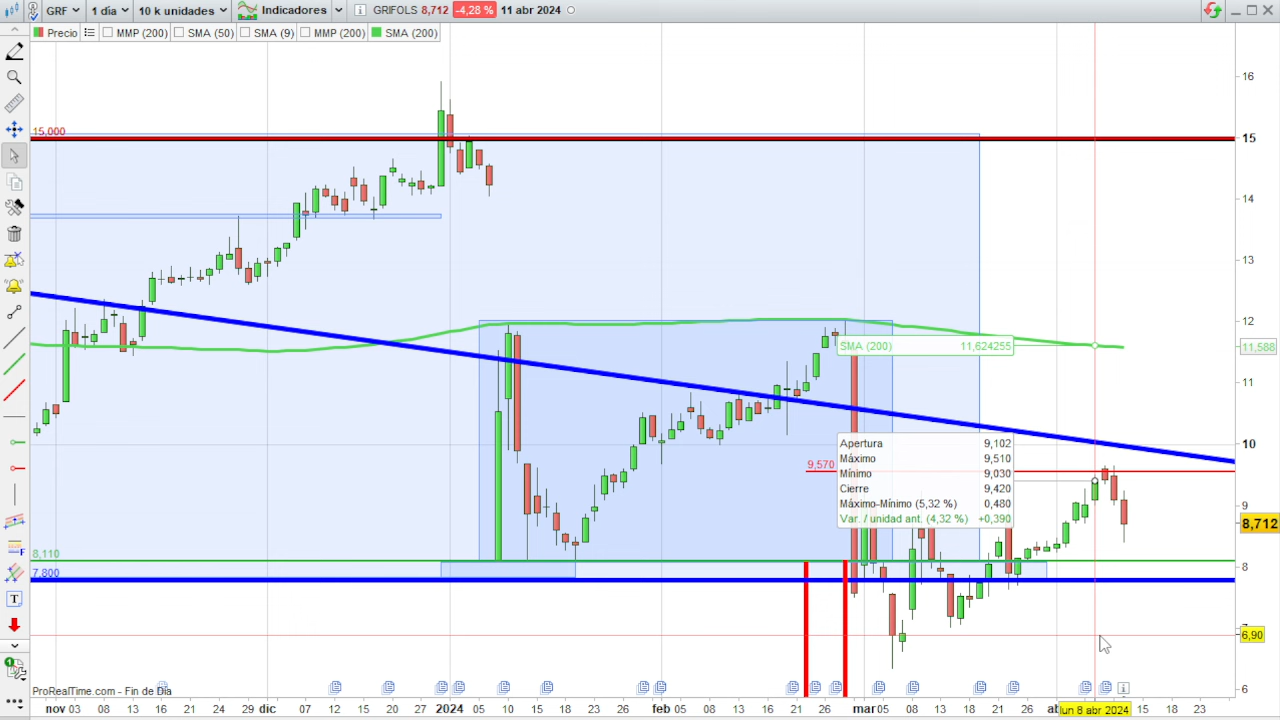 GRF 1 día 10 k unidades Indicadores GRIFOLS 8,712 -4,28 % 11 abr 2024
Precio MMP (200) SMA (50) SMA (9) MMP (200) SMA (200)
16
15,000
15
14
13
12
SMA (200) 11,624255
11,588
11
10
Apertura 9,102
Máximo 9,510
9,570
Mínimo 9,030
Cierre 9,420
Máximo-Mínimo (5,32 %) 0,480
9
Var. / unidad ant. (4,32 %) +0,390
8,712
8,110
8
7,800
6,90
6
ProRealTime.com - Fin de Día
nov 03 08 13 16 21 24 29 dic 07 12 15 20 26 2024 05 10 15 18 23 26 feb 05 08 13 16 21 26 mar 05 08 13 18 21 26 ab lun 8 abr 2024 15 18 23